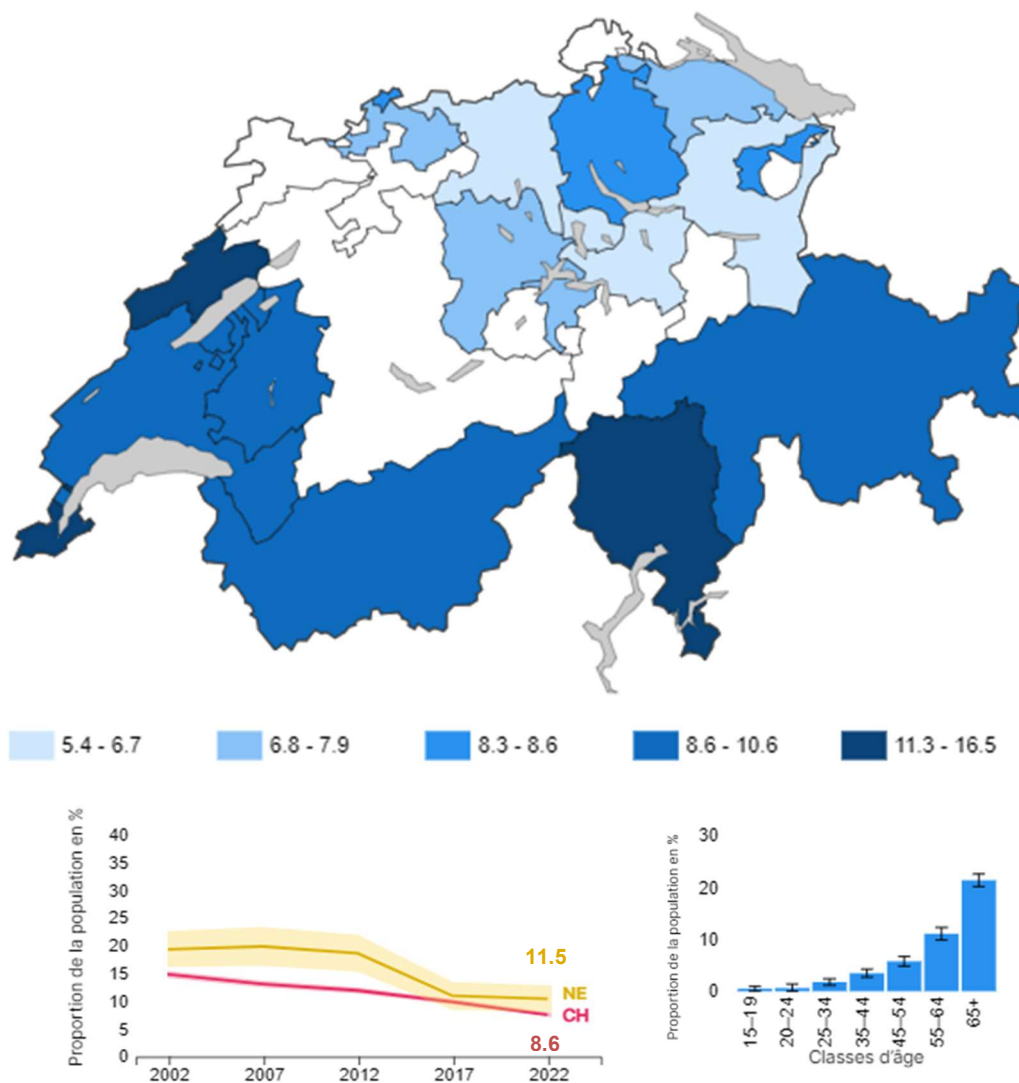 5.4 - 6.7
6.8 - 7.9
8.3 - 8.6
8.6 - 10.6
11.3 - 16.5
Proportion de la population en %
40
35
30
25
20
15
10
5
0
11.5
NE
CH
8.6
2002
2007
2012
2017
2022
Proportion de la population en %
30
20
10
0
15–19
20–24
25–34
35–44
45–54
55–64
65+
Classes d'âge